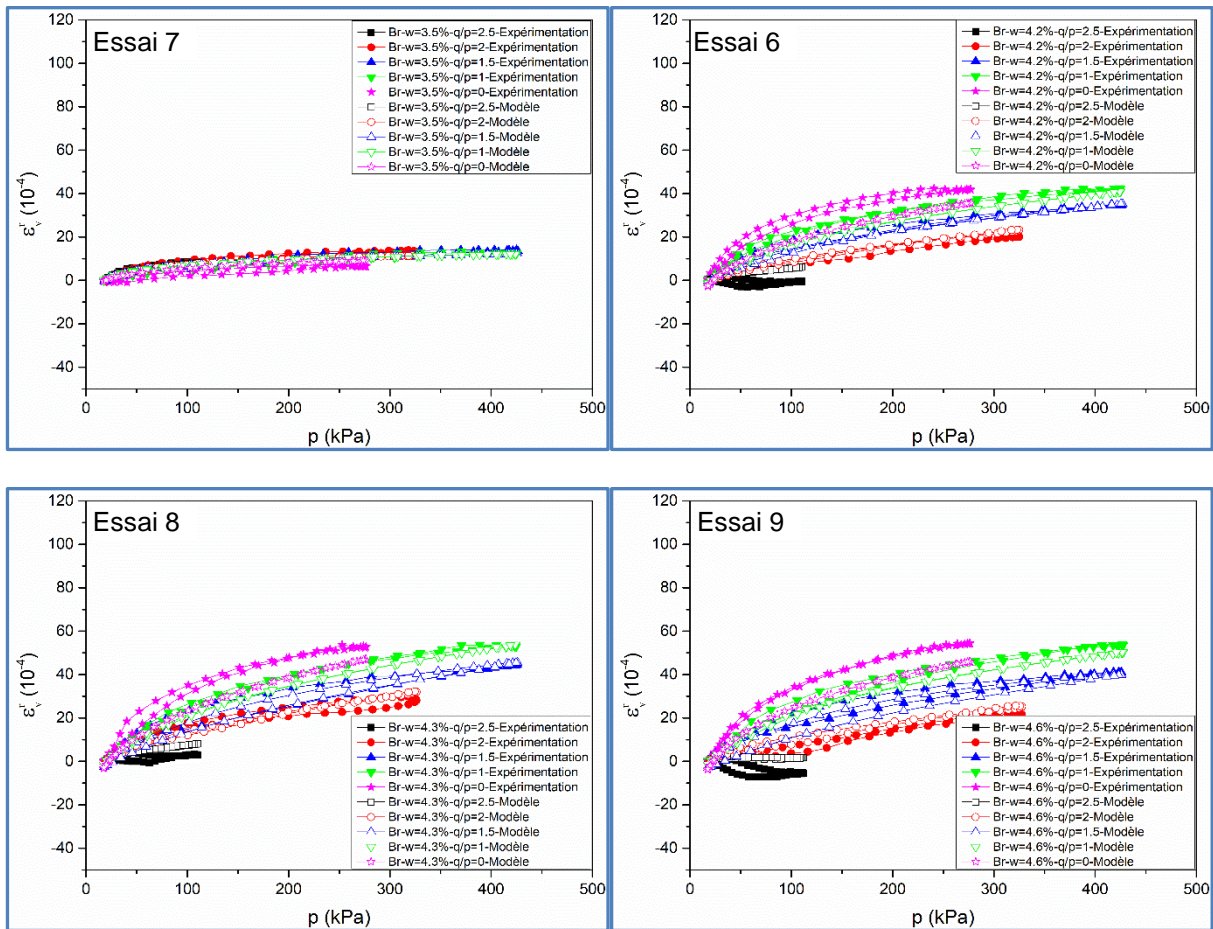 Essai 7
Br-w=3.5%-q/p=2.5-Expérimentation
Br-w=3.5%-q/p=2-Expérimentation
Br-w=3.5%-q/p=1.5-Expérimentation
Br-w=3.5%-q/p=1-Expérimentation
Br-w=3.5%-q/p=0-Expérimentation
Br-w=3.5%-q/p=2.5-Modèle
Br-w=3.5%-q/p=2-Modèle
Br-w=3.5%-q/p=1.5-Modèle
Br-w=3.5%-q/p=1-Modèle
Br-w=3.5%-q/p=0-Modèle
120
100
80
60
40
20
0
-20
-40
εᵥʳ (10⁻⁴)
0 100 200 300 400 500
p (kPa)
Essai 6
Br-w=4.2%-q/p=2.5-Expérimentation
Br-w=4.2%-q/p=2-Expérimentation
Br-w=4.2%-q/p=1.5-Expérimentation
Br-w=4.2%-q/p=1-Expérimentation
Br-w=4.2%-q/p=0-Expérimentation
Br-w=4.2%-q/p=2.5-Modèle
Br-w=4.2%-q/p=2-Modèle
Br-w=4.2%-q/p=1.5-Modèle
Br-w=4.2%-q/p=1-Modèle
Br-w=4.2%-q/p=0-Modèle
120
100
80
60
40
20
0
-20
-40
εᵥʳ (10⁻⁴)
0 100 200 300 400 500
p (kPa)
Essai 8
120
100
80
60
40
20
0
-20
-40
εᵥʳ (10⁻⁴)
Br-w=4.3%-q/p=2.5-Expérimentation
Br-w=4.3%-q/p=2-Expérimentation
Br-w=4.3%-q/p=1.5-Expérimentation
Br-w=4.3%-q/p=1-Expérimentation
Br-w=4.3%-q/p=0-Expérimentation
Br-w=4.3%-q/p=2.5-Modèle
Br-w=4.3%-q/p=2-Modèle
Br-w=4.3%-q/p=1.5-Modèle
Br-w=4.3%-q/p=1-Modèle
Br-w=4.3%-q/p=0-Modèle
0 100 200 300 400 500
p (kPa)
Essai 9
120
100
80
60
40
20
0
-20
-40
εᵥʳ (10⁻⁴)
Br-w=4.6%-q/p=2.5-Expérimentation
Br-w=4.6%-q/p=2-Expérimentation
Br-w=4.6%-q/p=1.5-Expérimentation
Br-w=4.6%-q/p=1-Expérimentation
Br-w=4.6%-q/p=0-Expérimentation
Br-w=4.6%-q/p=2.5-Modèle
Br-w=4.6%-q/p=2-Modèle
Br-w=4.6%-q/p=1.5-Modèle
Br-w=4.6%-q/p=1-Modèle
Br-w=4.6%-q/p=0-Modèle
0 100 200 300 400 500
p (kPa)